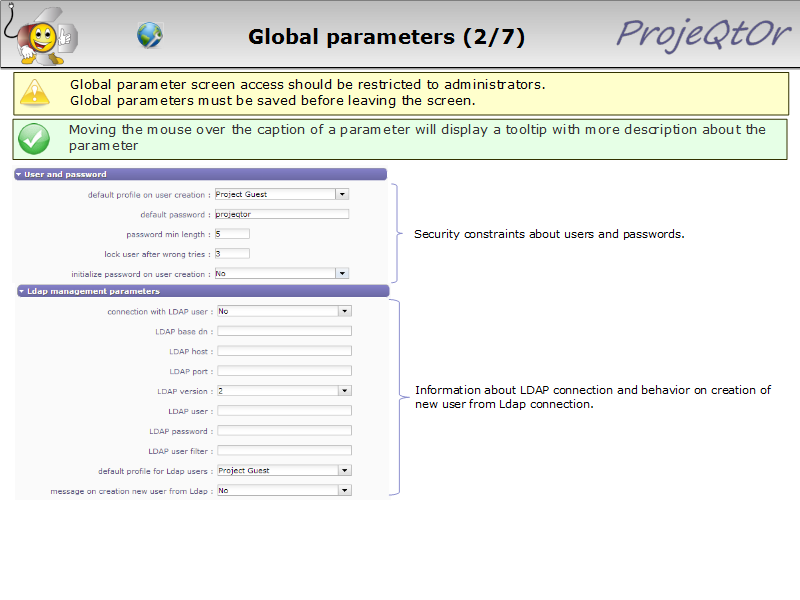 Global parameters (2/7)
ProjeQtOr
Global parameter screen access should be restricted to administrators.
Global parameters must be saved before leaving the screen.
Moving the mouse over the caption of a parameter will display a tooltip with more description about the
parameter
User and password
default profile on user creation : Project Guest
default password : projeqtor
password min length : 5
lock user after wrong tries : 3
initialize password on user creation : No
Security constraints about users and passwords.
Ldap management parameters
connection with LDAP user : No
LDAP base dn :
LDAP host :
LDAP port :
LDAP version : 2
LDAP user :
LDAP password :
LDAP user filter :
default profile for Ldap users : Project Guest
message on creation new user from Ldap : No
Information about LDAP connection and behavior on creation of
new user from Ldap connection.